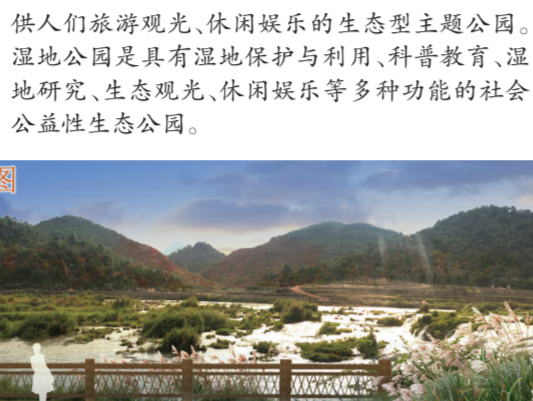 供人们旅游观光、休闲娱乐的生态型主题公园。
湿地公园是具有湿地保护与利用、科普教育、湿
地研究、生态观光、休闲娱乐等多种功能的社会
公益性生态公园。
图